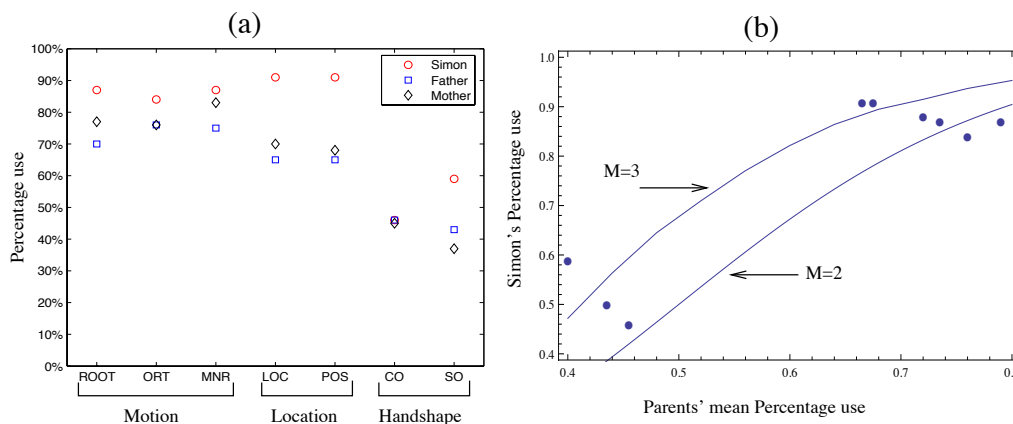 (a)
100%
90%
80%
70%
60%
50%
40%
30%
20%
10%
0%
Percentage use
Simon
Father
Mother
ROOT ORT MNR LOC POS CO SO
Motion Location Handshape
(b)
1.0
0.9
0.8
0.7
0.6
0.5
0.4
Simon's Percentage use
M=3
M=2
0.4 0.5 0.6 0.7
Parents' mean Percentage use